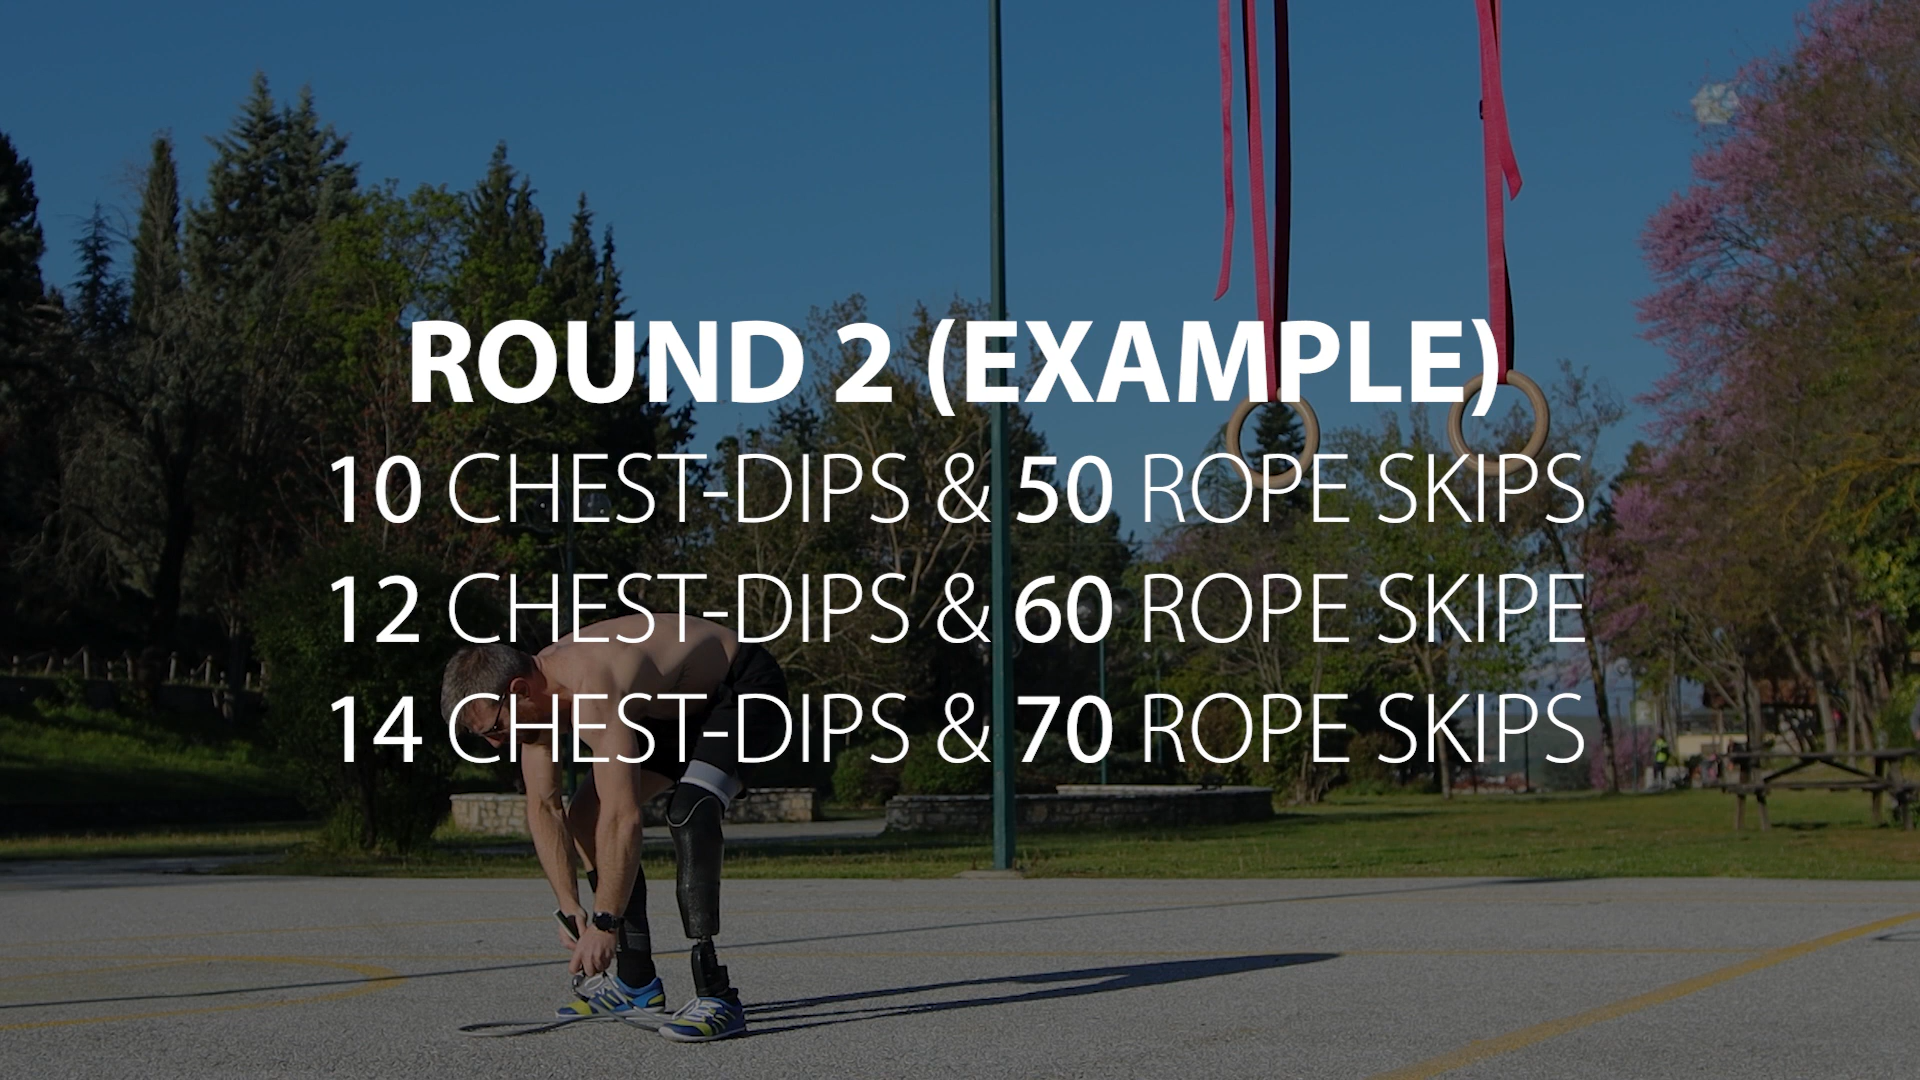 ROUND 2 (EXAMPLE)
10 CHEST-DIPS & 50 ROPE SKIPS
12 CHEST-DIPS & 60 ROPE SKIPE
14 CHEST-DIPS & 70 ROPE SKIPS